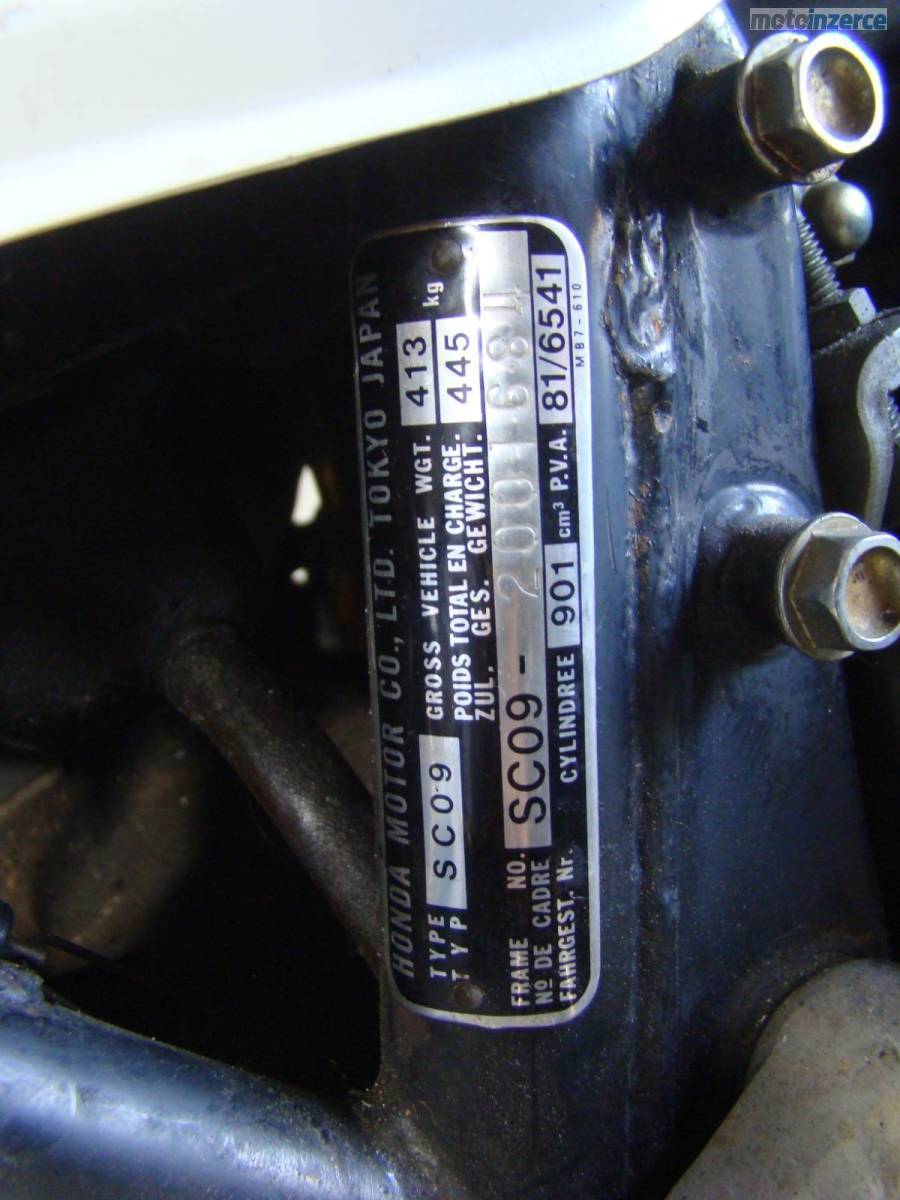 motoinzerce
HONDA MOTOR CO., LTD. TOKYO JAPAN
TYPE SC09 GROSS VEHICLE WGT. 413 kg
TYP POIDS TOTAL EN CHARGE. 445
ZUL. GES. GEWICHT.
FRAME NO. SC09 - 2001684
Nº DE CADRE
FAHRGEST. Nr. CYLINDREE 901 cm³ P.V.A. 81/6541
MB7-610